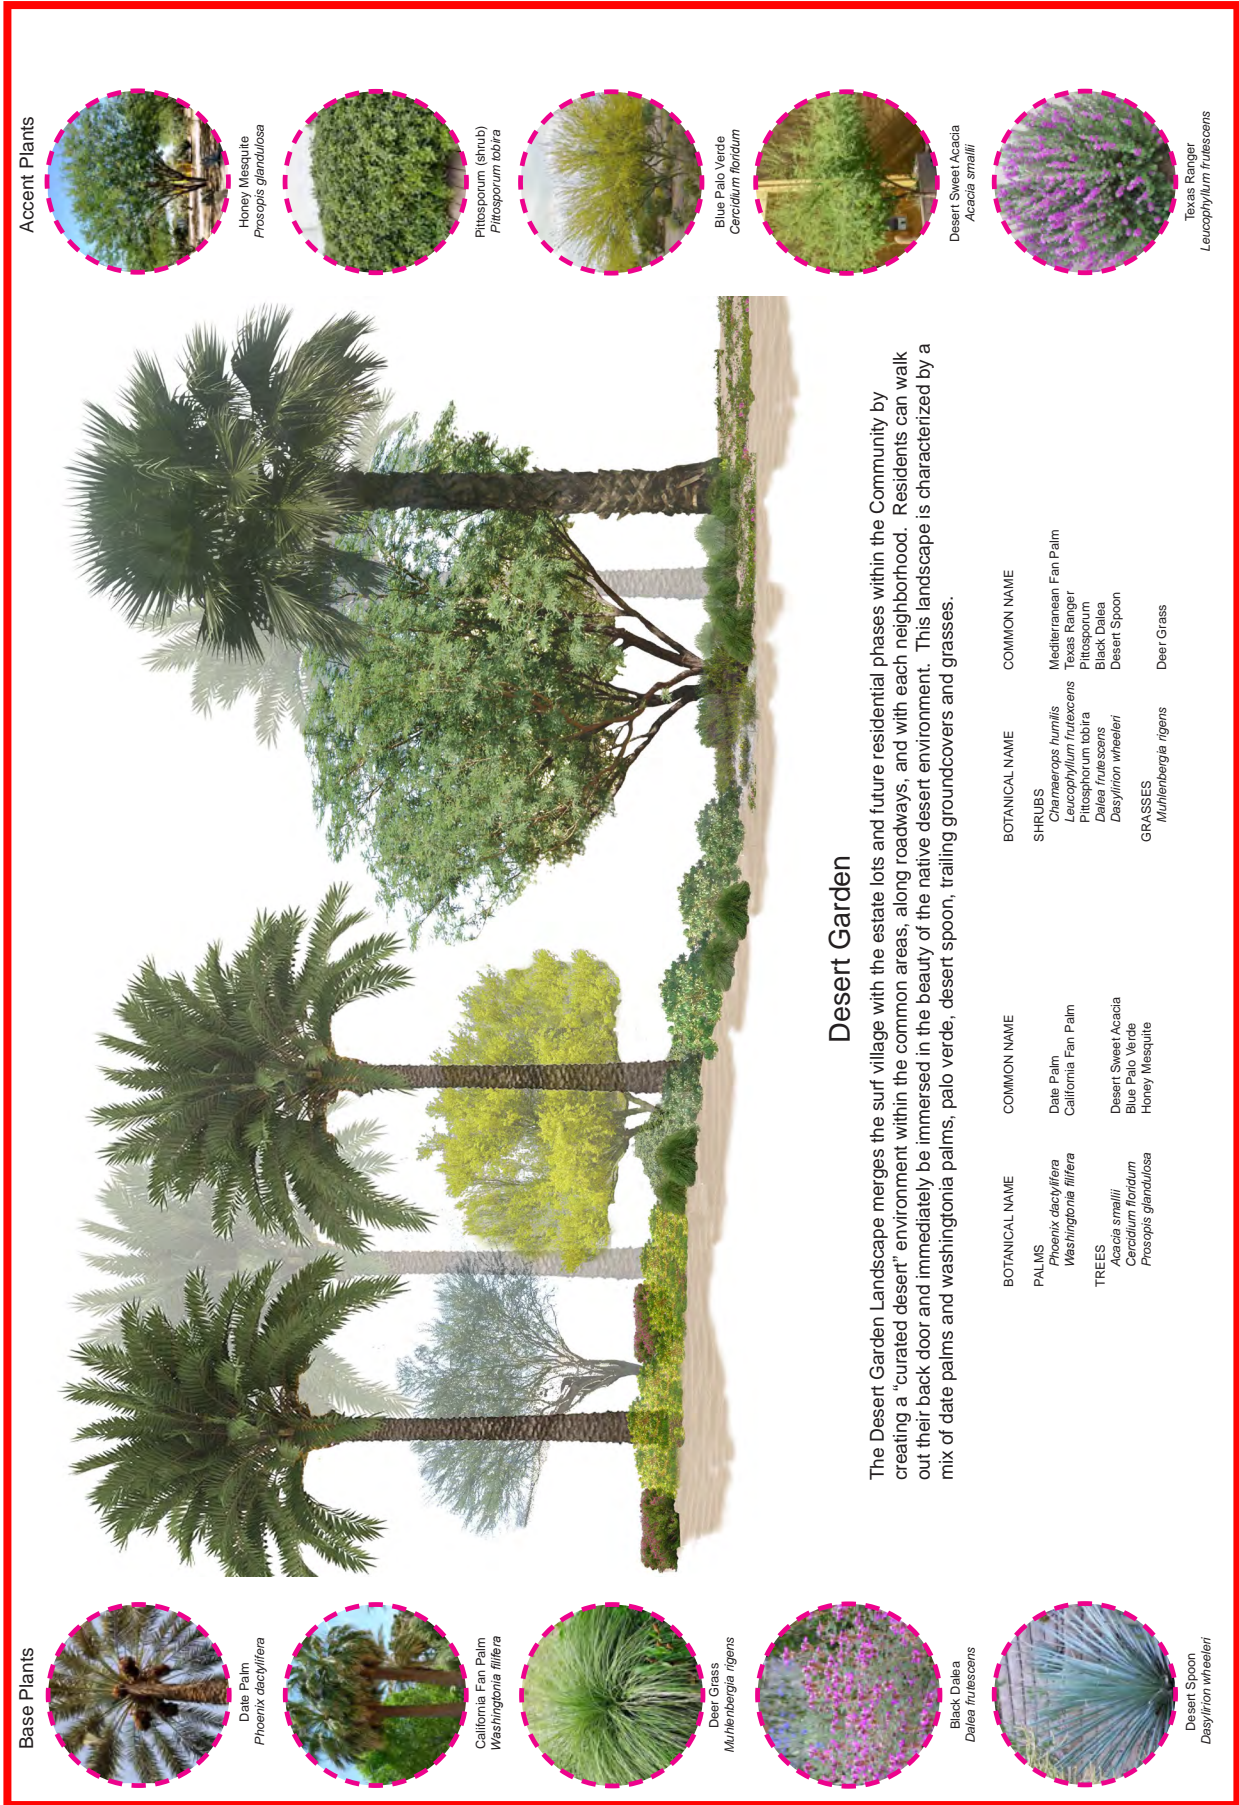 Base Plants
Date Palm
Phoenix dactylifera
California Fan Palm
Washingtonia filifera
Deer Grass
Muhlenbergia rigens
Black Dalea
Dalea frutescens
Desert Spoon
Dasylirion wheeleri
Desert Garden
The Desert Garden Landscape merges the surf village with the estate lots and future residential phases within the Community by
creating a “curated desert” environment within the common areas, along roadways, and with each neighborhood.  Residents can walk
out their back door and immediately be immersed in the beauty of the native desert environment.  This landscape is characterized by a
mix of date palms and washingtonia palms, palo verde, desert spoon, trailing groundcovers and grasses.
BOTANICAL NAME COMMON NAME
PALMS
Phoenix dactylifera Date Palm
Washingtonia filifera California Fan Palm
TREES
Acacia smallii Desert Sweet Acacia
Cercidium floridum Blue Palo Verde
Prosopis glandulosa Honey Mesquite
BOTANICAL NAME COMMON NAME
SHRUBS
Chamaerops humilis Mediterranean Fan Palm
Leucophyllum frutexcens Texas Ranger
Pittosphorum tobira Pittosporum
Dalea frutescens Black Dalea
Dasylirion wheeleri Desert Spoon
GRASSES
Muhlenbergia rigens Deer Grass
Accent Plants
Honey Mesquite
Prosopis glandulosa
Pittosporum (shrub)
Pittosporum tobira
Blue Palo Verde
Cercidium floridum
Desert Sweet Acacia
Acacia smallii
Texas Ranger
Leucophyllum frutescens